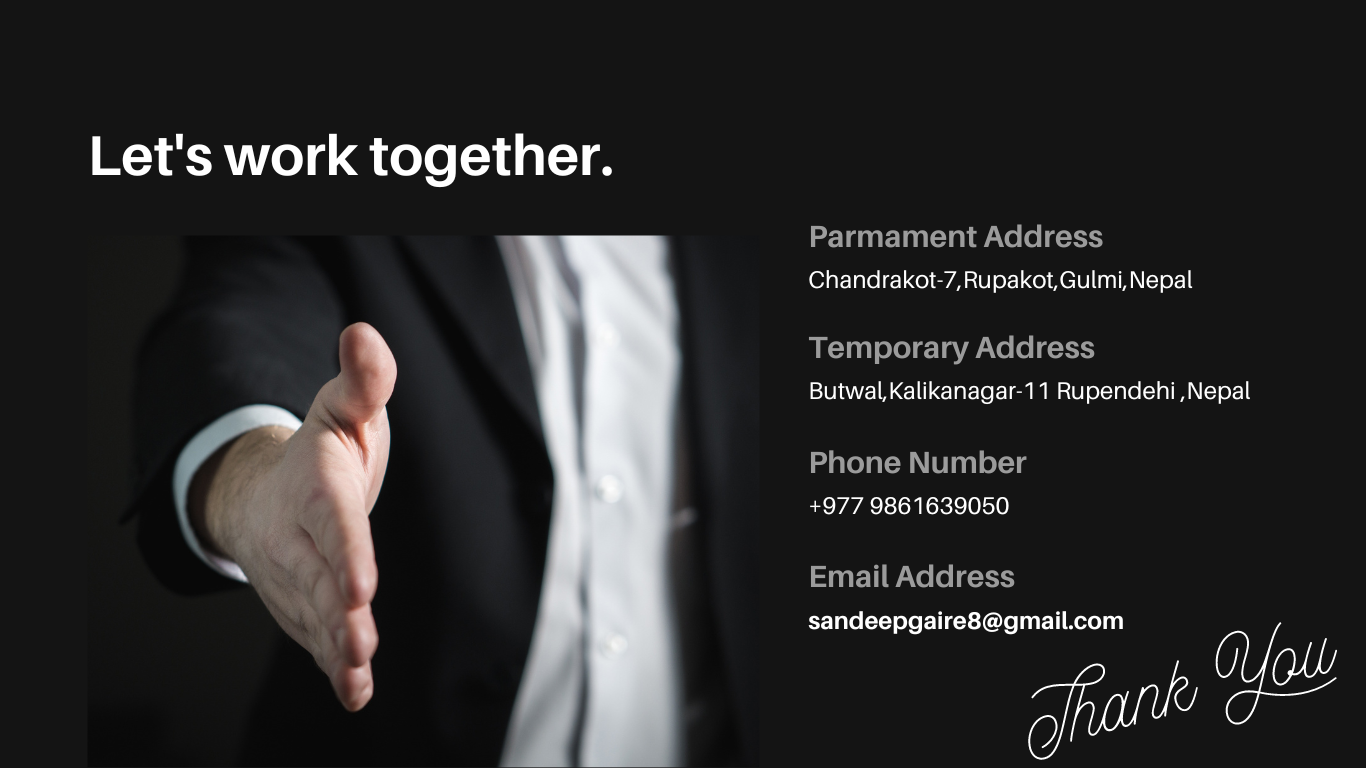 Let's work together.
Parmament Address
Chandrakot-7,Rupakot,Gulmi,Nepal
Temporary Address
Butwal,Kalikanagar-11 Rupendehi ,Nepal
Phone Number
+977 9861639050
Email Address
sandeepgaire8@gmail.com
Thank You